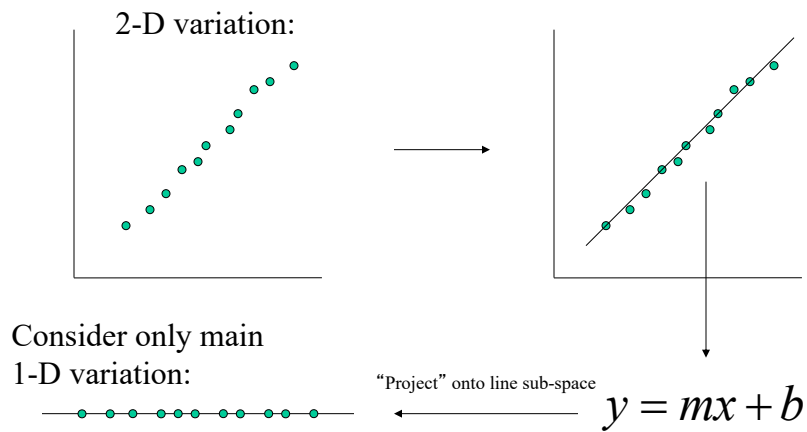 2-D variation:
Consider only main
1-D variation:
“Project” onto line sub-space
y = mx + b